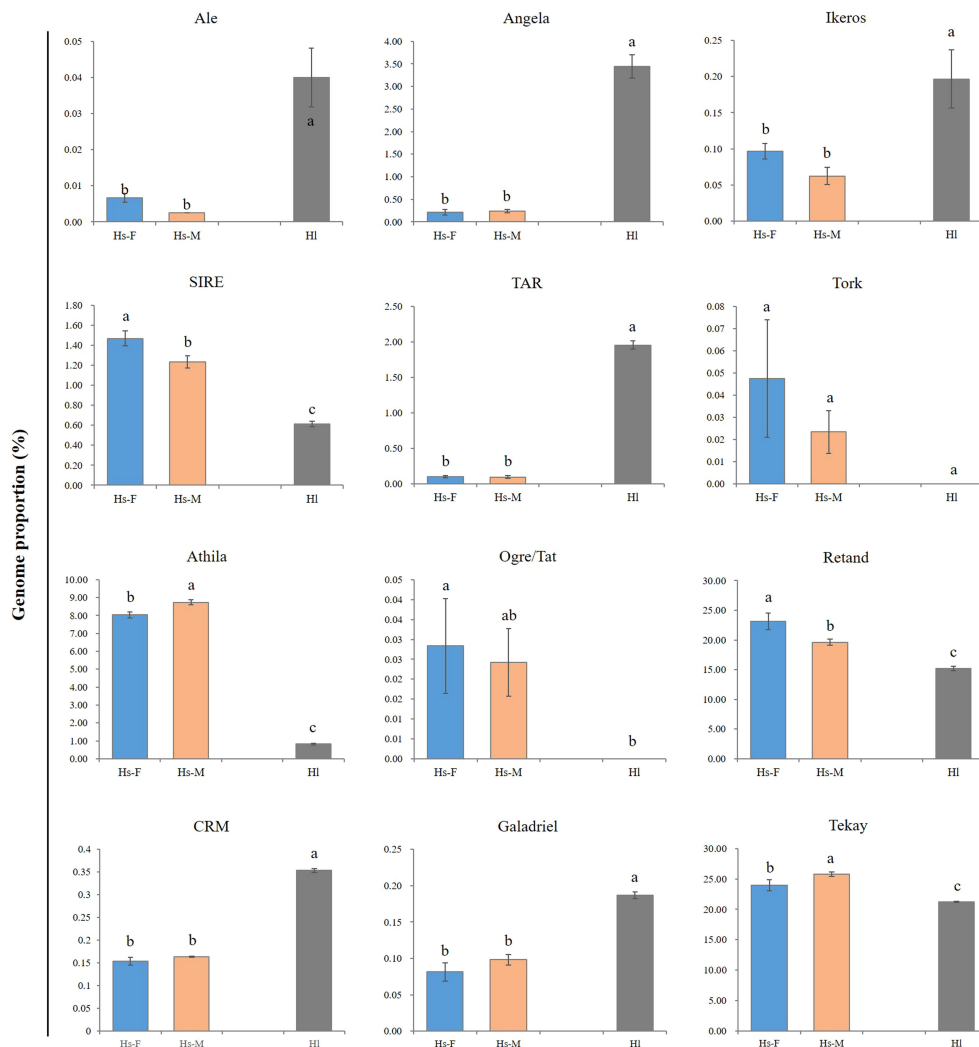 Genome proportion (%)
Ale
0.05
0.04
0.03
0.02
0.01
0.00
b
b
a
Hs-F
Hs-M
Hl
Angela
4.00
3.50
3.00
2.50
2.00
1.50
1.00
0.50
0.00
b
b
a
Hs-F
Hs-M
Hl
Ikeros
0.25
0.20
0.15
0.10
0.05
0.00
b
b
a
Hs-F
Hs-M
Hl
SIRE
1.80
1.60
1.40
1.20
1.00
0.80
0.60
0.40
0.20
0.00
a
b
c
Hs-F
Hs-M
Hl
TAR
2.50
2.00
1.50
1.00
0.50
0.00
b
b
a
Hs-F
Hs-M
Hl
Tork
0.08
0.07
0.06
0.05
0.04
0.03
0.02
0.01
0.00
a
a
a
Hs-F
Hs-M
Hl
Athila
10.00
9.00
8.00
7.00
6.00
5.00
4.00
3.00
2.00
1.00
0.00
b
a
c
Hs-F
Hs-M
Hl
Ogre/Tat
0.05
0.04
0.04
0.03
0.03
0.02
0.02
0.01
0.01
0.00
a
ab
b
Hs-F
Hs-M
Hl
Retand
30.00
25.00
20.00
15.00
10.00
5.00
0.00
a
b
c
Hs-F
Hs-M
Hl
CRM
0.4
0.35
0.3
0.3
0.2
0.15
0.1
0.1
0
b
b
a
Hs-F
Hs-M
Hl
Galadriel
0.25
0.20
0.15
0.10
0.05
0.00
b
b
a
Hs-F
Hs-M
Hl
Tekay
30.00
25.00
20.00
15.00
10.00
5.00
0.00
b
a
c
Hs-F
Hs-M
Hl